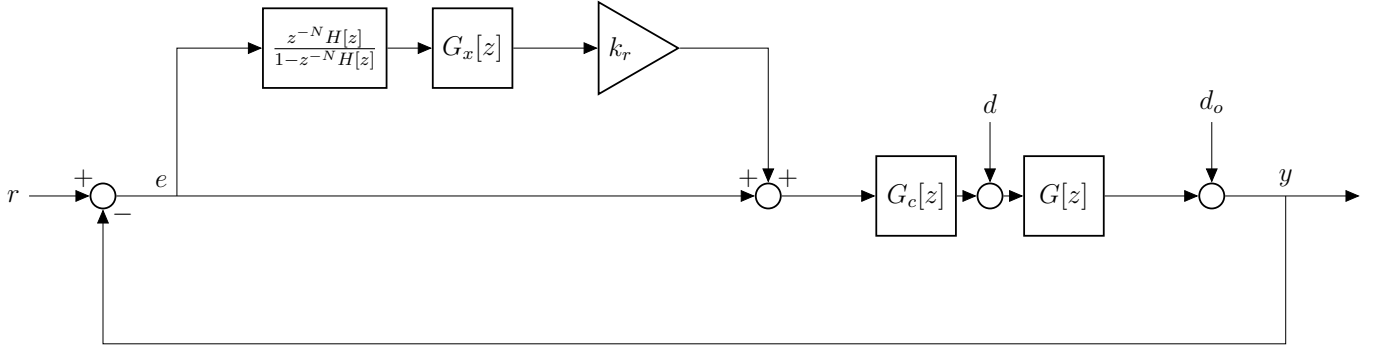 z^{-N}H[z]
1−z^{-N}H[z]
G_x[z]
k_r
d
d_o
r
+
−
e
+
+
G_c[z]
G[z]
y